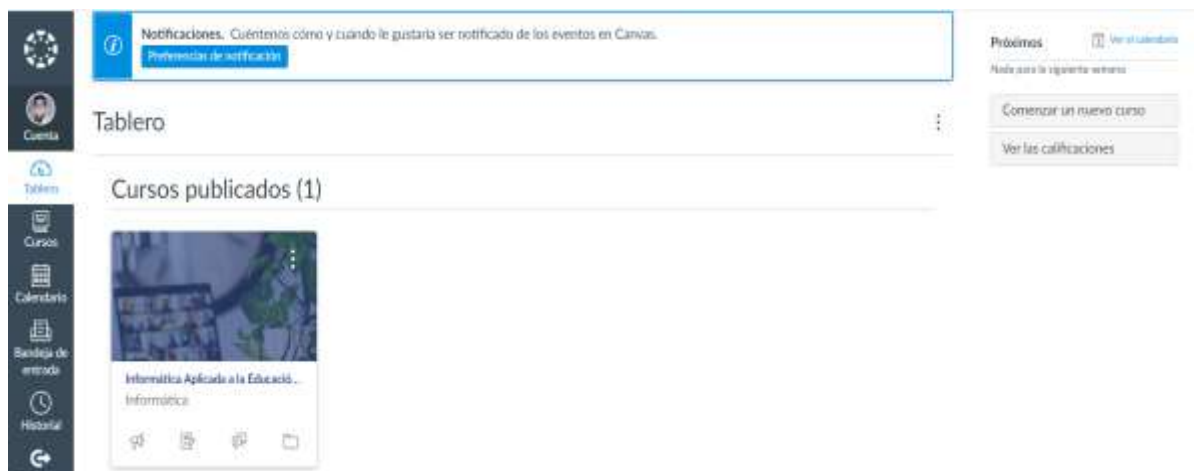 Notificaciones. Cuéntenos cómo y cuándo le gustaría ser notificado de los eventos en Canvas.
Preferencias de notificación
Próximos
Ver el calendario
Nada para la siguiente semana
Comenzar un nuevo curso
Ver las calificaciones
Cuenta
Tablero
Cursos
Calendario
Bandeja de
entrada
Historial
Tablero
Cursos publicados (1)
Informática Aplicada a la Educació...
Informática